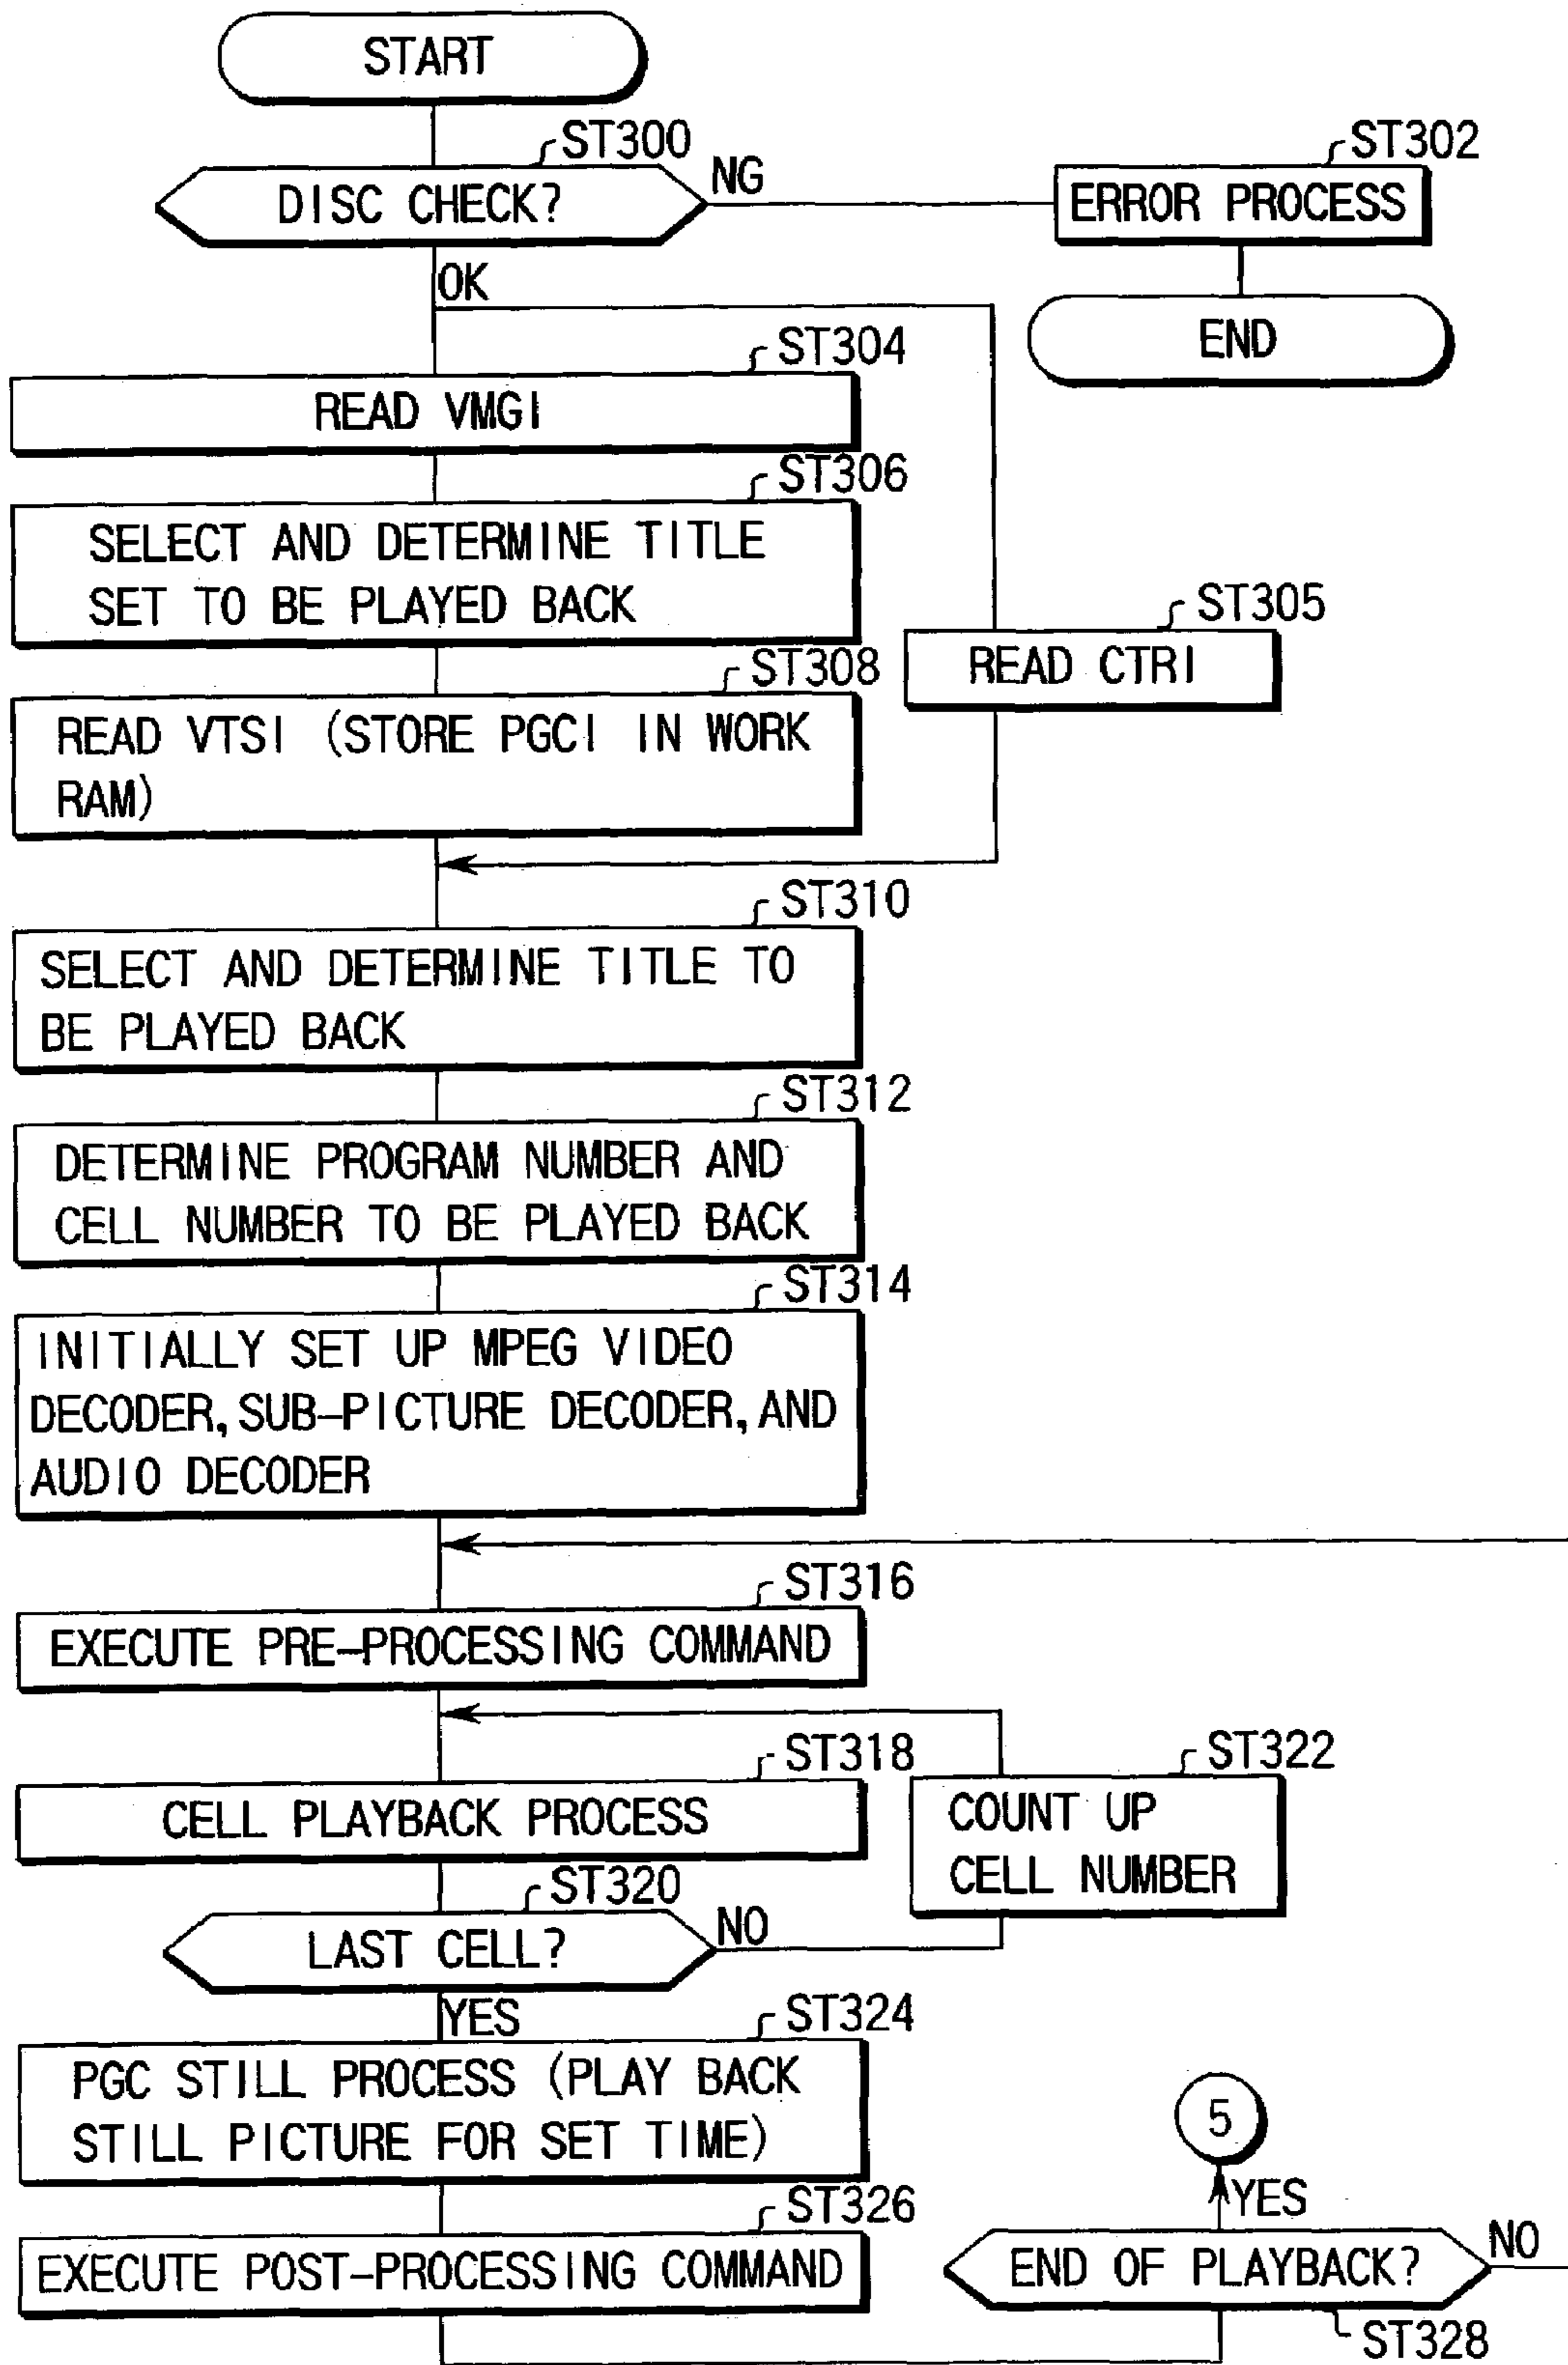 START
ST300
DISC CHECK?
NG
ST302
ERROR PROCESS
END
OK
ST304
READ VMGI
ST306
SELECT AND DETERMINE TITLE
SET TO BE PLAYED BACK
ST305
READ CTRI
ST308
READ VTSI (STORE PGCI IN WORK
RAM)
ST310
SELECT AND DETERMINE TITLE TO
BE PLAYED BACK
ST312
DETERMINE PROGRAM NUMBER AND
CELL NUMBER TO BE PLAYED BACK
ST314
INITIALLY SET UP MPEG VIDEO
DECODER, SUB-PICTURE DECODER, AND
AUDIO DECODER
ST316
EXECUTE PRE-PROCESSING COMMAND
ST318
CELL PLAYBACK PROCESS
ST322
COUNT UP
CELL NUMBER
ST320
LAST CELL?
NO
YES
ST324
PGC STILL PROCESS (PLAY BACK
STILL PICTURE FOR SET TIME)
ST326
EXECUTE POST-PROCESSING COMMAND
5
YES
END OF PLAYBACK?
NO
ST328